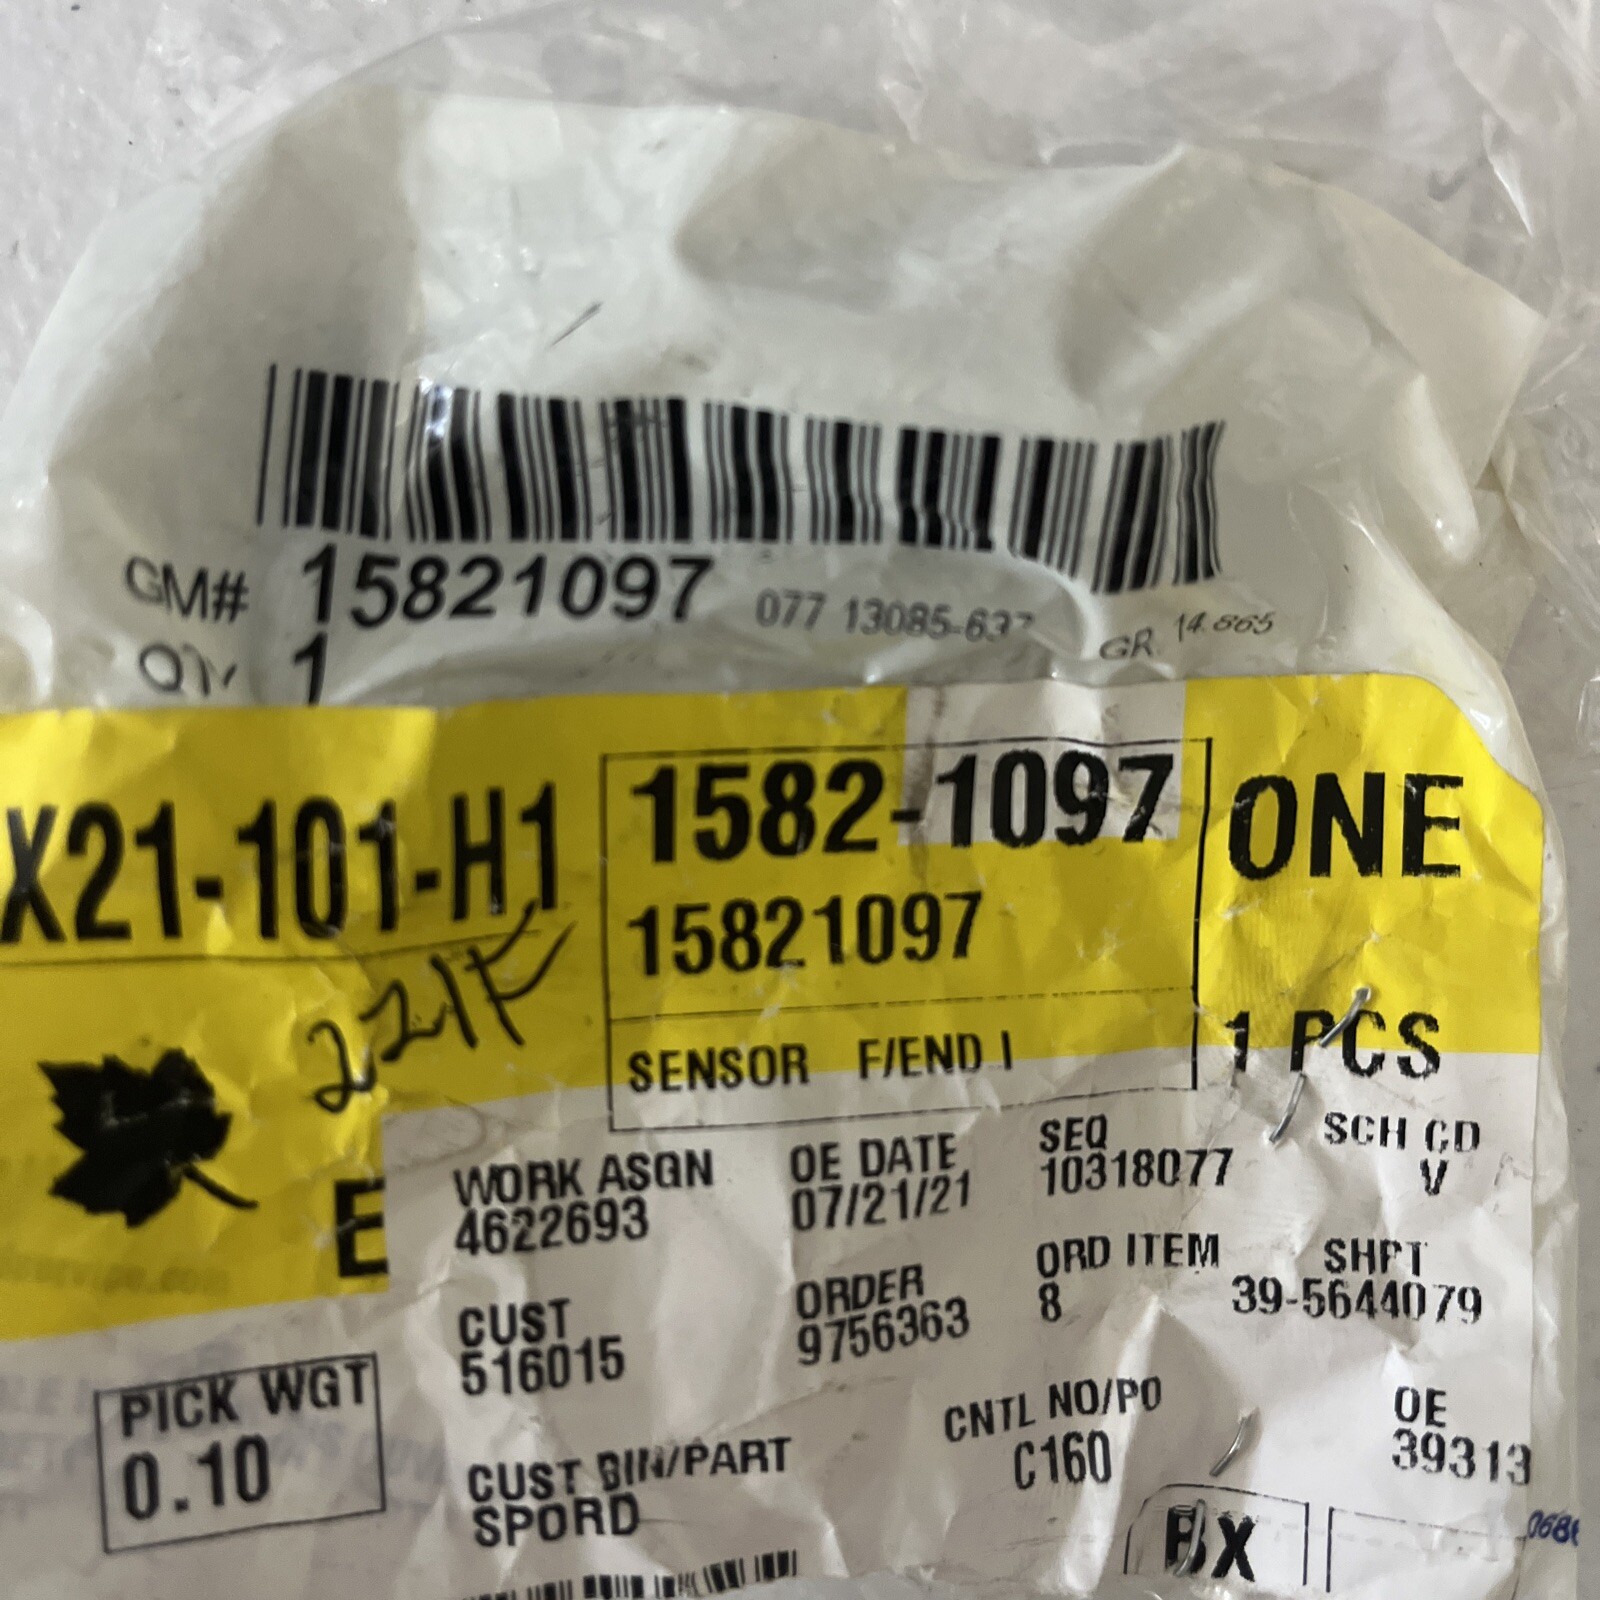 GM# 15821097 077 13085-637 GR. 14.865
QTY 1
X21-101-H1
221F
1582-1097
15821097
ONE
SENSOR F/END I
1 PCS
E
WORK ASGN
4622693
OE DATE
07/21/21
SEQ
10318077
SCH CD
V
CUST
516015
ORDER
9756363
ORD ITEM
8
SHPT
39-5644079
PICK WGT
0.10
CUST BIN/PART
SPORD
CNTL NO/PO
C160
OE
39313
BX